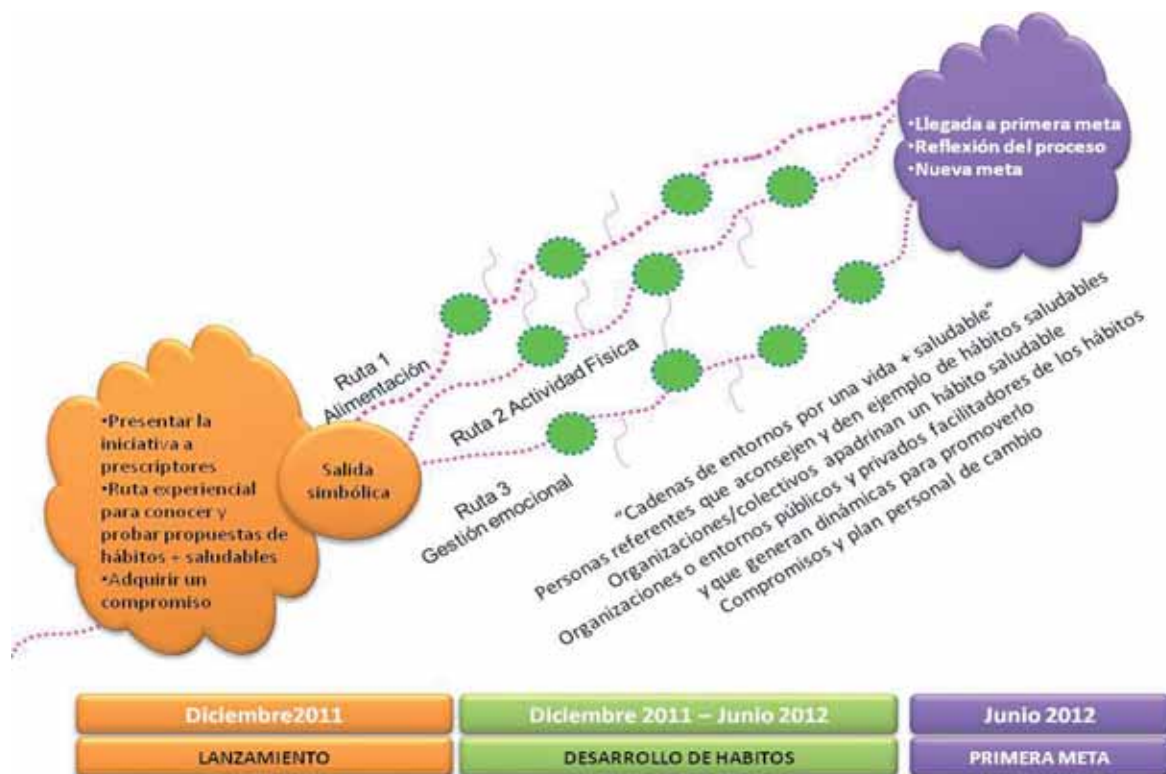 •Presentar la
iniciativa a
prescriptores
•Ruta experiencial
para conocer y
probar propuestas de
hábitos + saludables
•Adquirir un
compromiso
Salida
simbólica
Ruta 1
Alimentación
Ruta 2 Actividad Física
Ruta 3
Gestión emocional
"Cadenas de entornos por una vida + saludable"
Personas referentes que aconsejen y den ejemplo de hábitos saludables
Organizaciones/colectivos apadrinan un hábito saludable
Organizaciones o entornos públicos y privados facilitadores de los hábitos
y que generan dinámicas para promoverlo
Compromisos y plan personal de cambio
•Llegada a primera meta
•Reflexión del proceso
•Nueva meta
Diciembre2011
Diciembre 2011 – Junio 2012
Junio 2012
LANZAMIENTO
DESARROLLO DE HABITOS
PRIMERA META